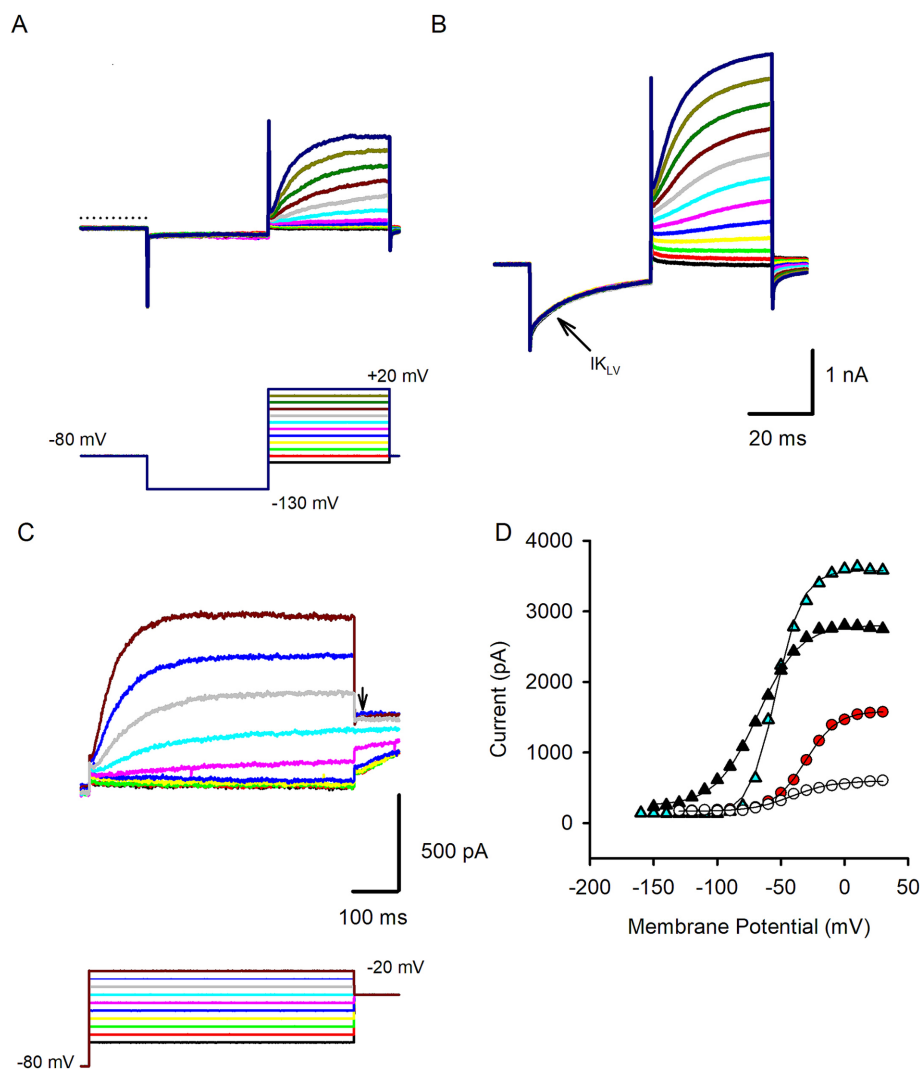 A
B
IK_LV
1 nA
20 ms
+20 mV
-80 mV
-130 mV
C
500 pA
100 ms
-20 mV
-80 mV
D
4000
3000
2000
1000
0
Current (pA)
-200 -150 -100 -50 0 50
Membrane Potential (mV)